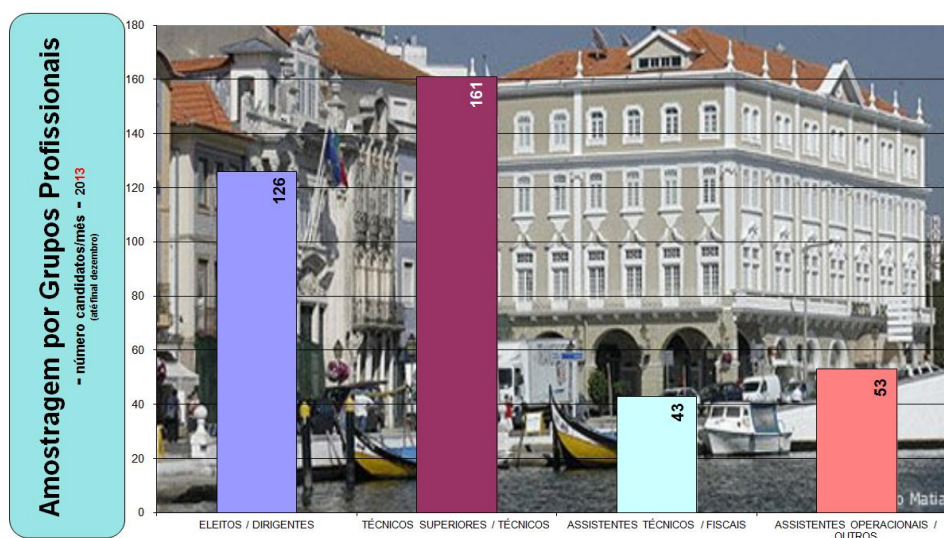 Amostragem por Grupos Profissionais
- número candidatos/mês - 2013
(até final dezembro)
180
160
140
120
100
80
60
40
20
0
126
161
43
53
ELEITOS / DIRIGENTES
TÉCNICOS SUPERIORES / TÉCNICOS
ASSISTENTES TÉCNICOS / FISCAIS
ASSISTENTES OPERACIONAIS /
OUTROS
o Matia